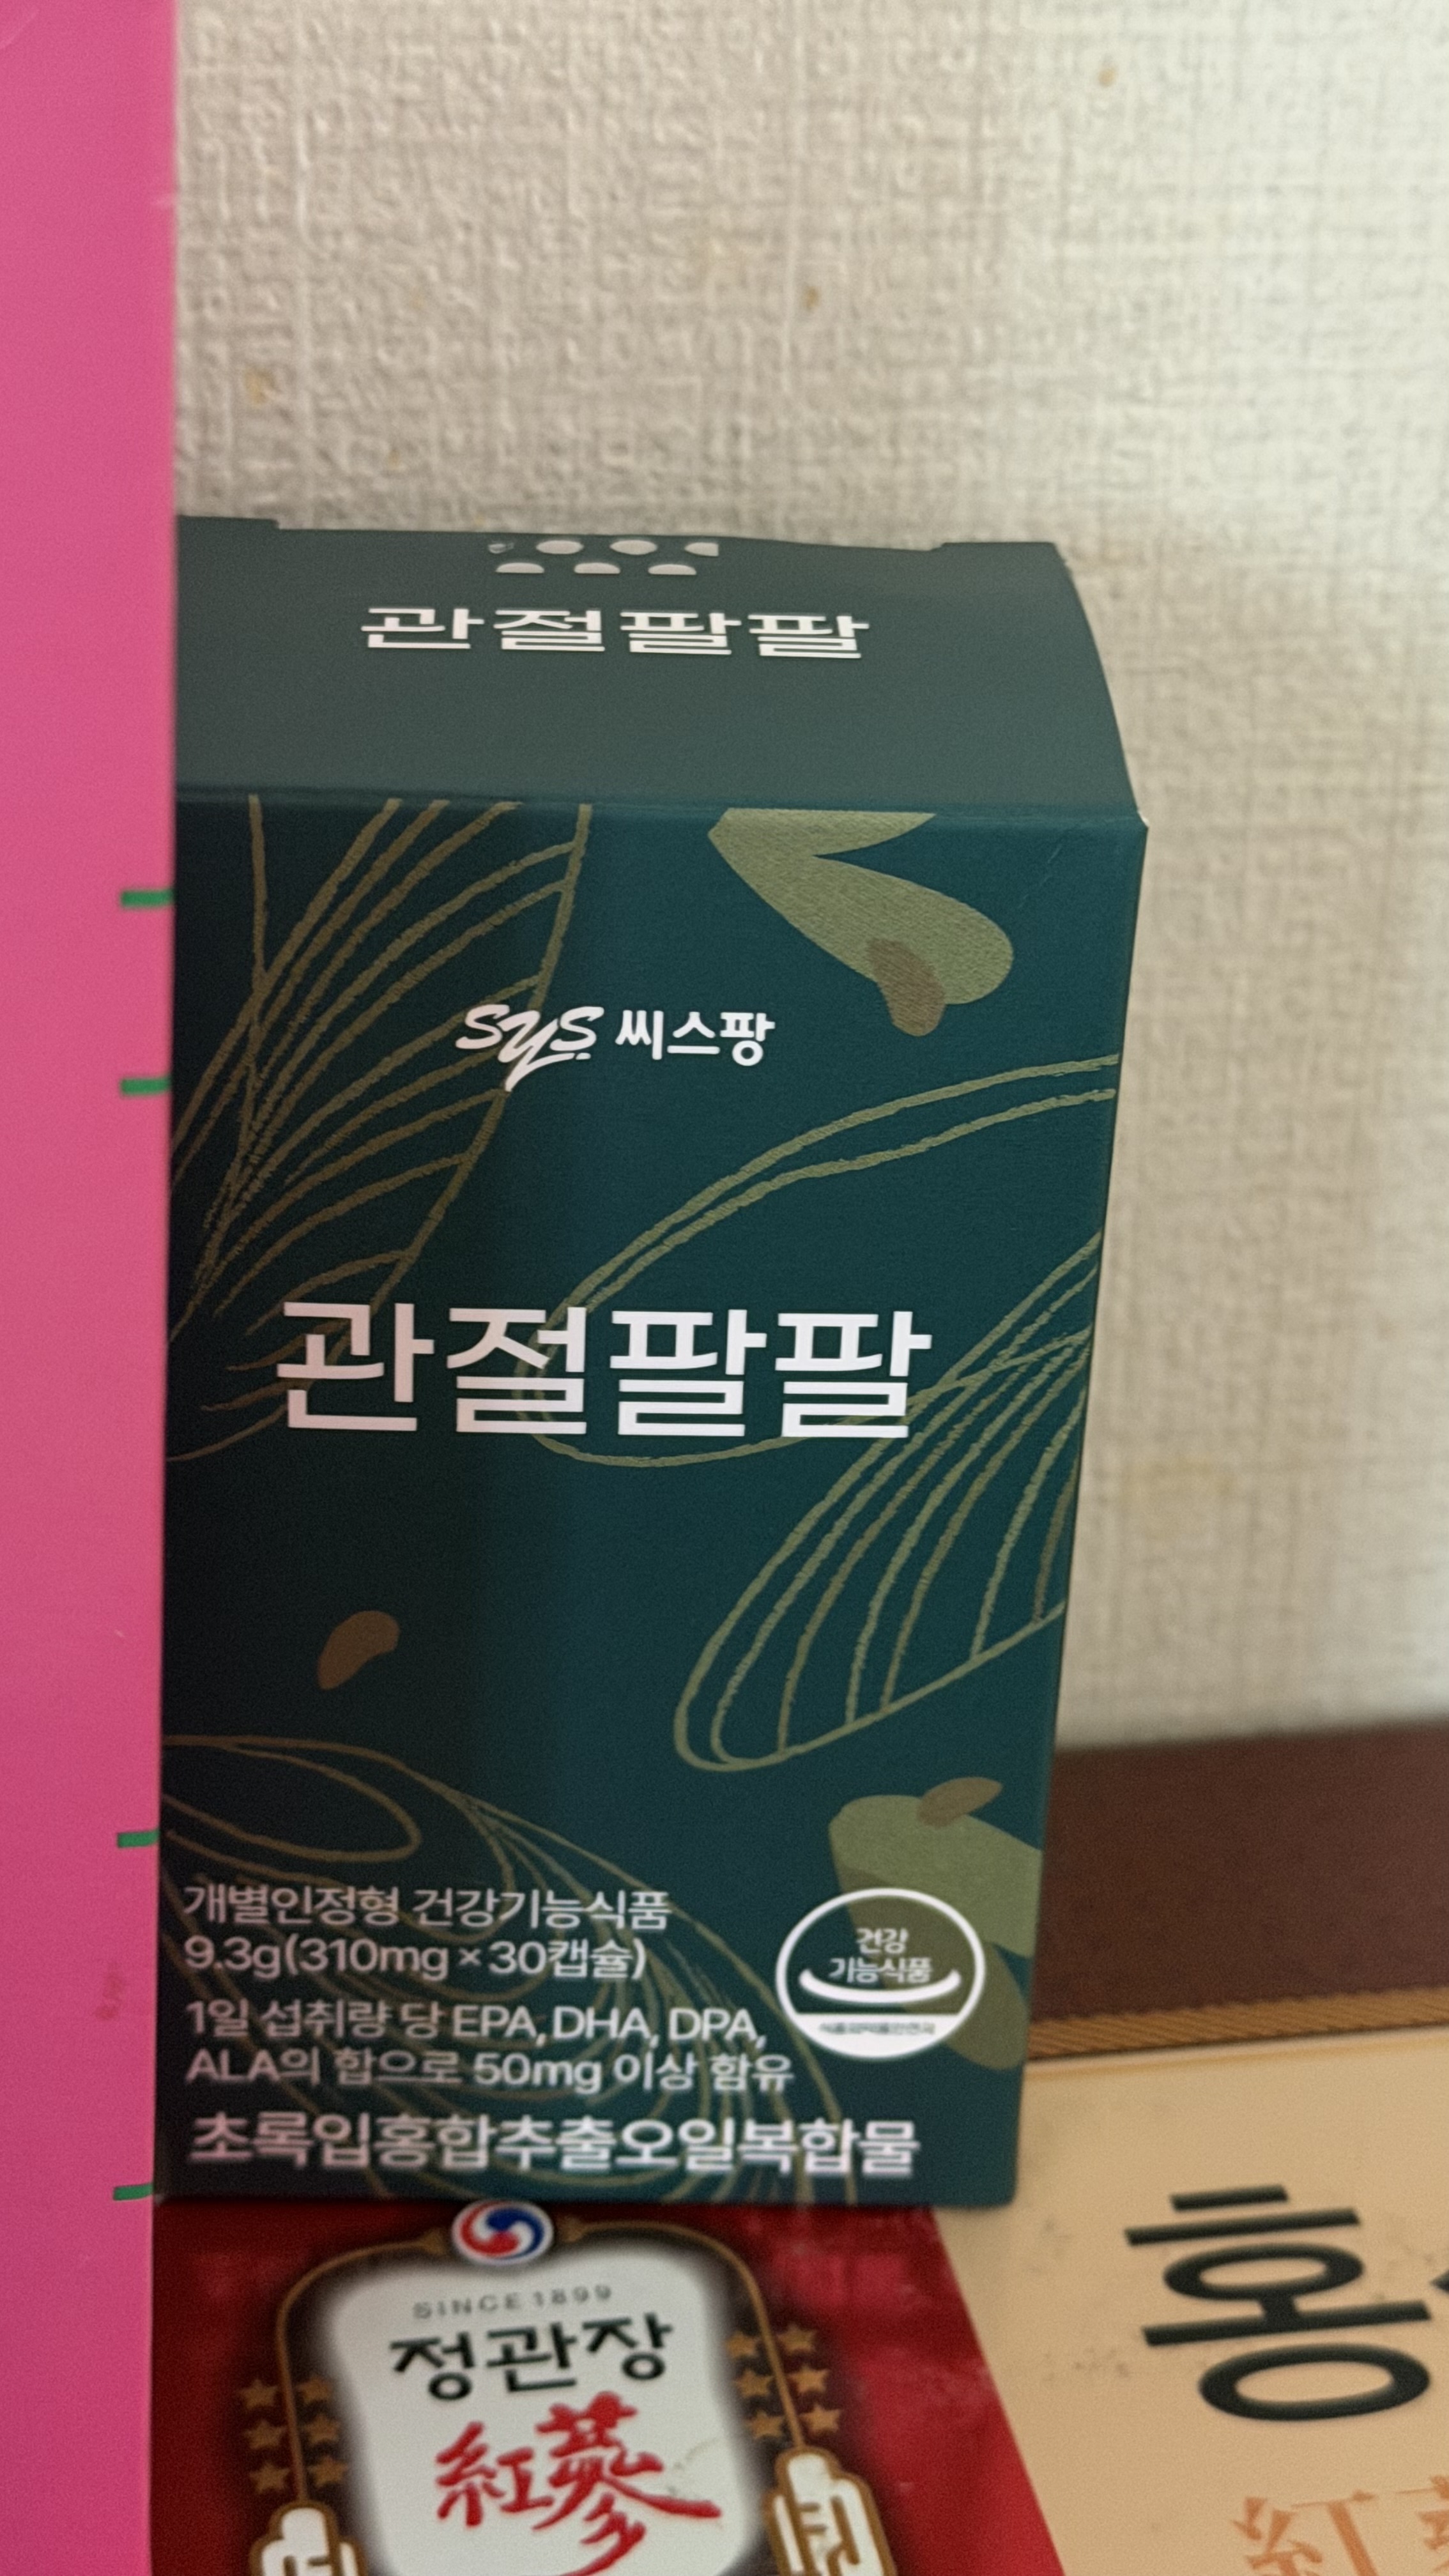 관절팔팔
sys. 씨스팡
관절팔팔
개별인정형 건강기능식품
9.3g(310mg×30캡슐)
1일 섭취량 당 EPA, DHA, DPA,
ALA의 합으로 50mg 이상 함유
초록입홍합추출오일복합물
건강
기능식품
SINCE 1899
정관장
紅蔘
홍
紅